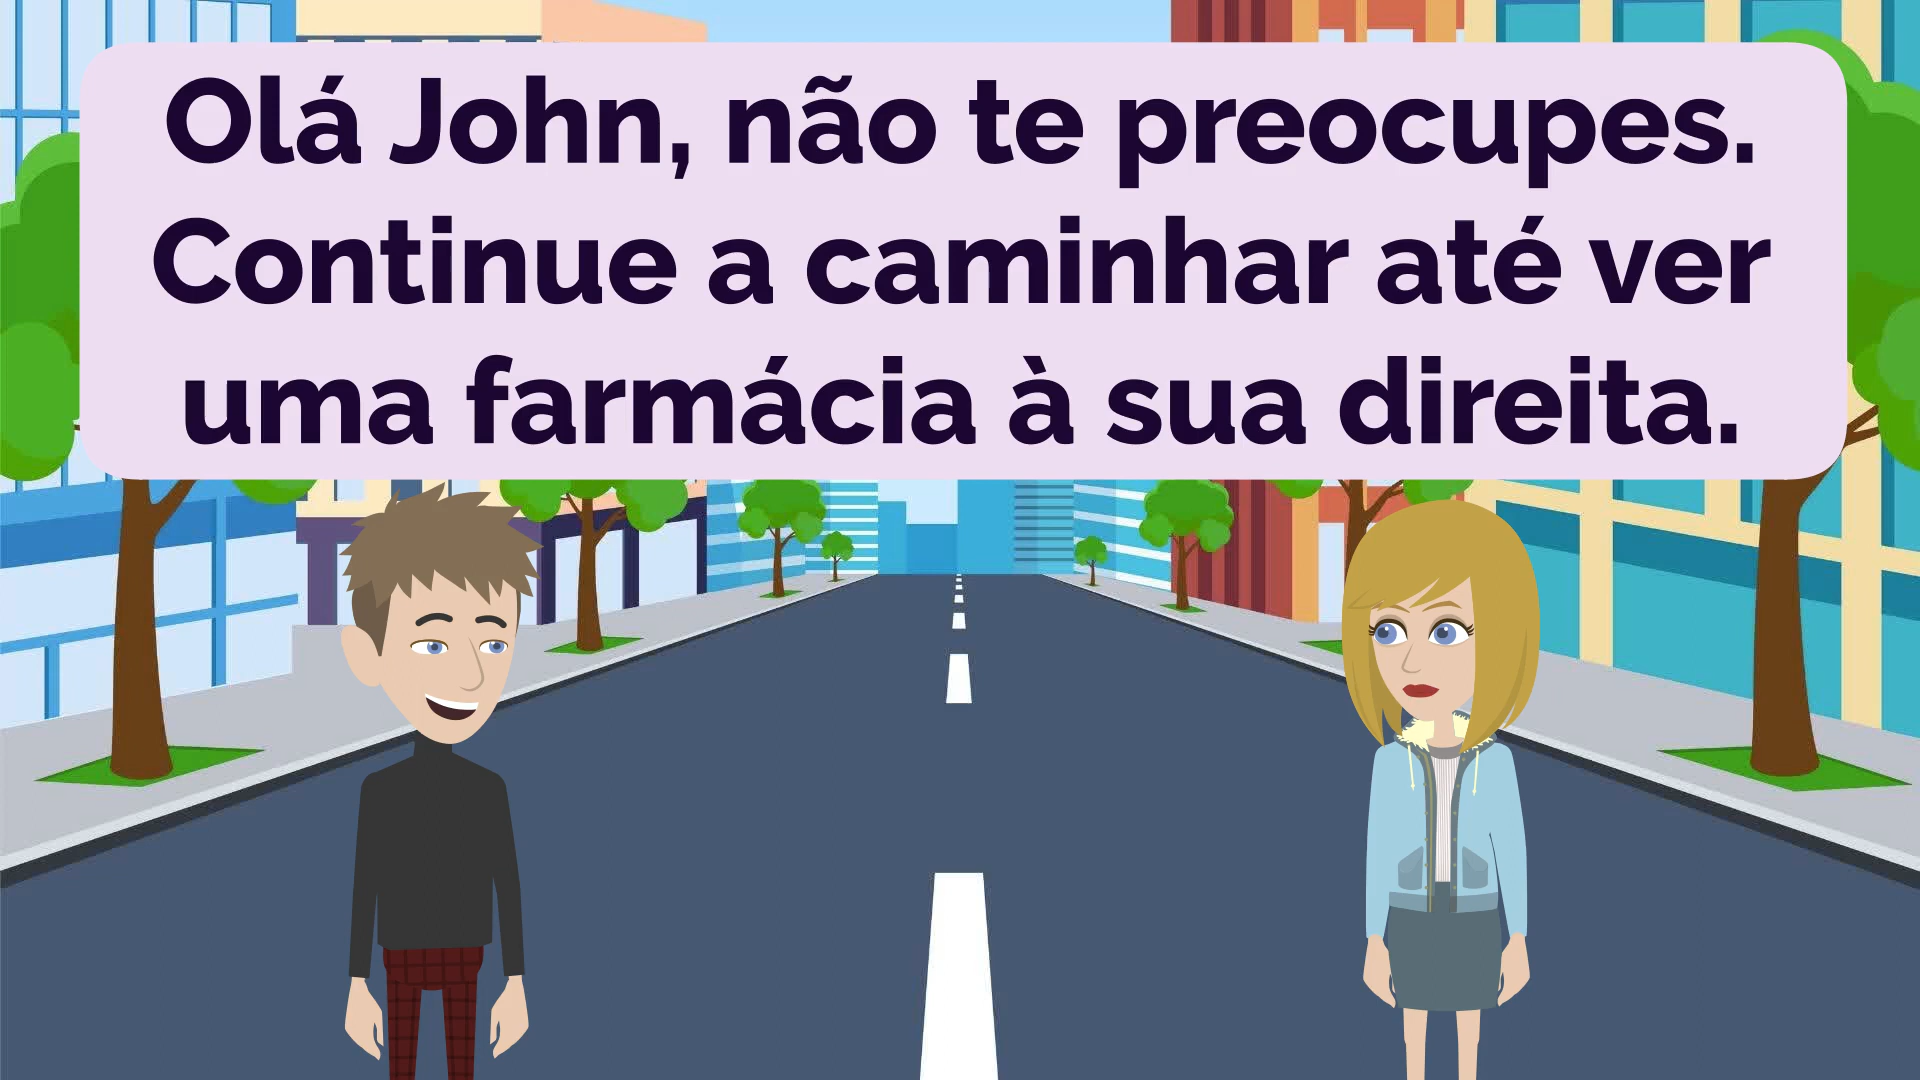 Olá John, não te preocupes.
Continue a caminhar até ver
uma farmácia à sua direita.